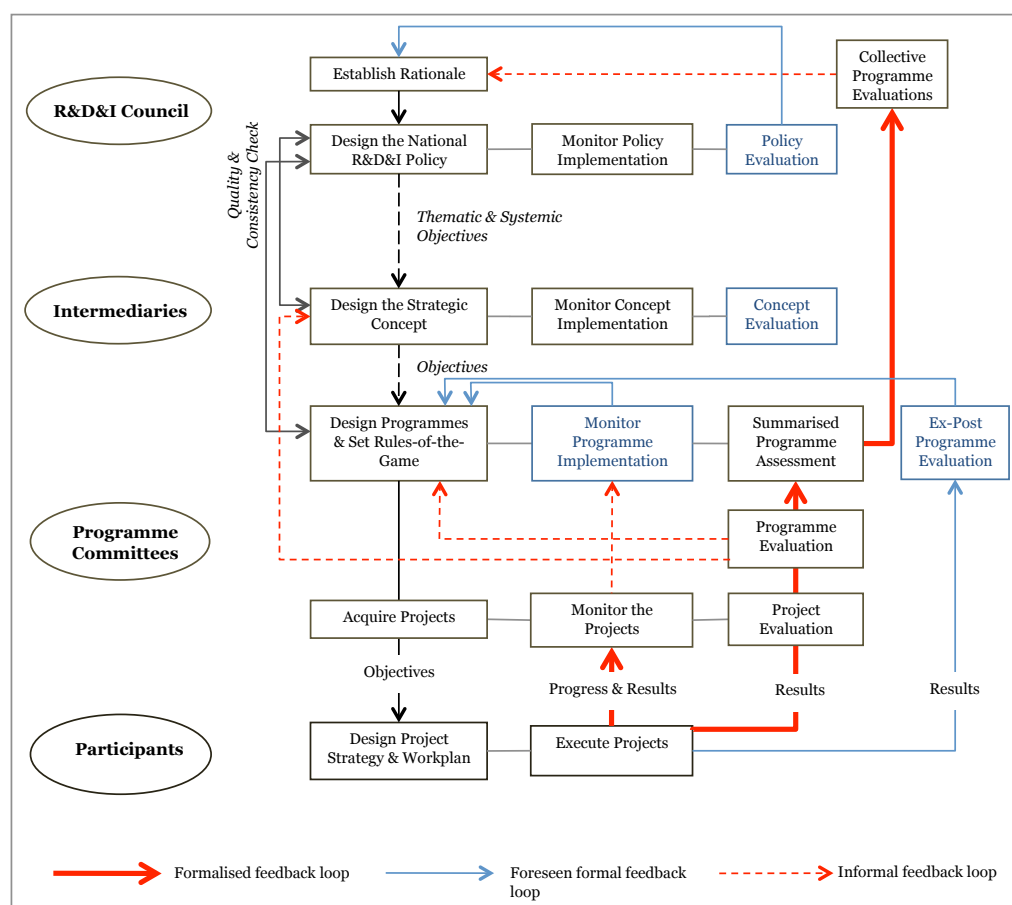 Collective
Programme
Evaluations
Establish Rationale
R&D&I Council
Design the National
R&D&I Policy
Monitor Policy
Implementation
Policy
Evaluation
Quality &
Consistency Check
Thematic & Systemic
Objectives
Intermediaries
Design the Strategic
Concept
Monitor Concept
Implementation
Concept
Evaluation
Objectives
Design Programmes
& Set Rules-of-the-
Game
Monitor
Programme
Implementation
Summarised
Programme
Assessment
Ex-Post
Programme
Evaluation
Programme
Committees
Programme
Evaluation
Acquire Projects
Monitor the
Projects
Project
Evaluation
Objectives
Progress & Results
Results
Results
Participants
Design Project
Strategy & Workplan
Execute Projects
Formalised feedback loop
Foreseen formal feedback
loop
Informal feedback loop